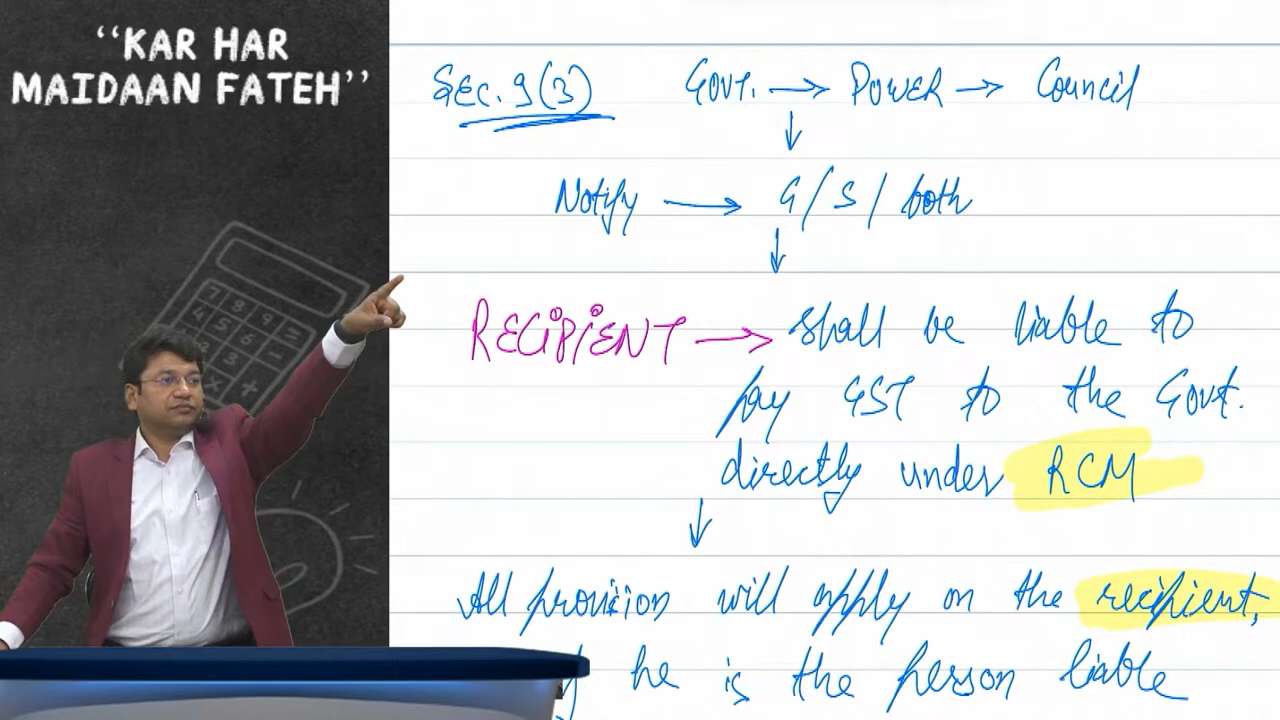 “KAR HAR
MAIDAAN FATEH”
SEC. 9(3) GOVT. → POWER → Council
Notify → G / S / both
RECIPIENT → shall be liable to
pay GST to the Govt.
directly under RCM
All provision will apply on the recipient,
he is the person liable